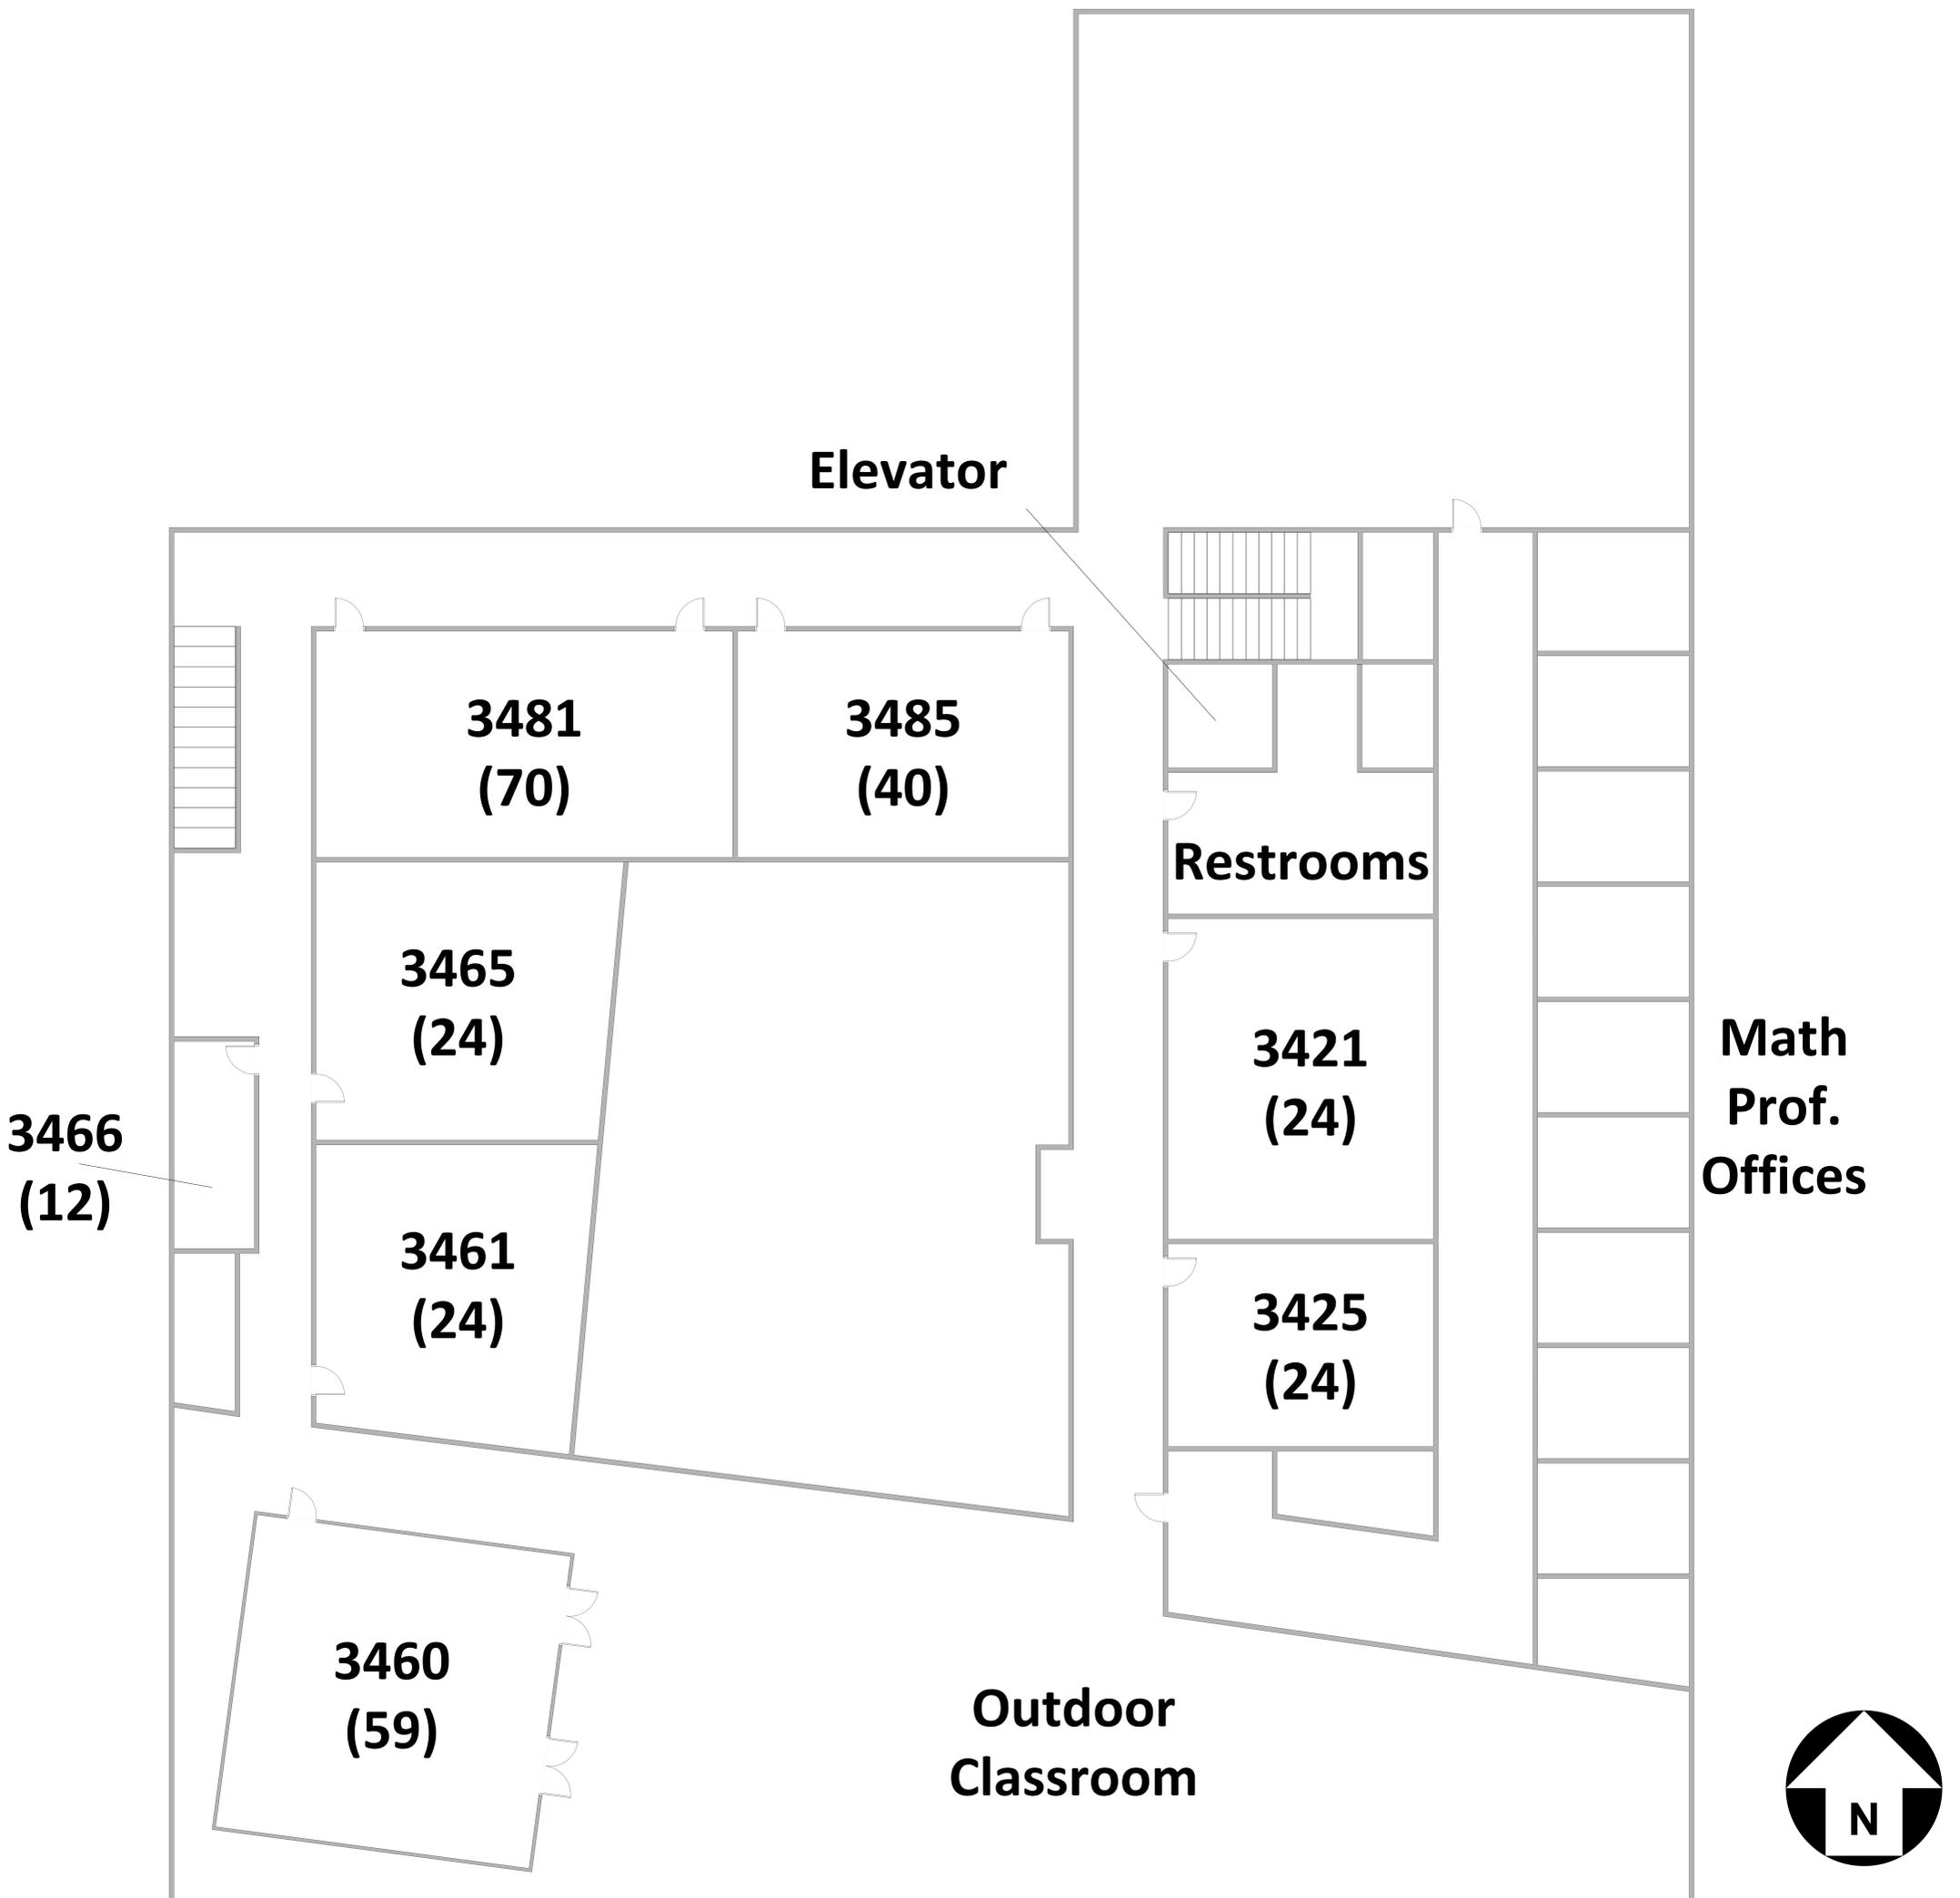 Elevator
3481
(70)
3485
(40)
Restrooms
3465
(24)
3421
(24)
Math
Prof.
Offices
3466
(12)
3461
(24)
3425
(24)
3460
(59)
Outdoor
Classroom
N